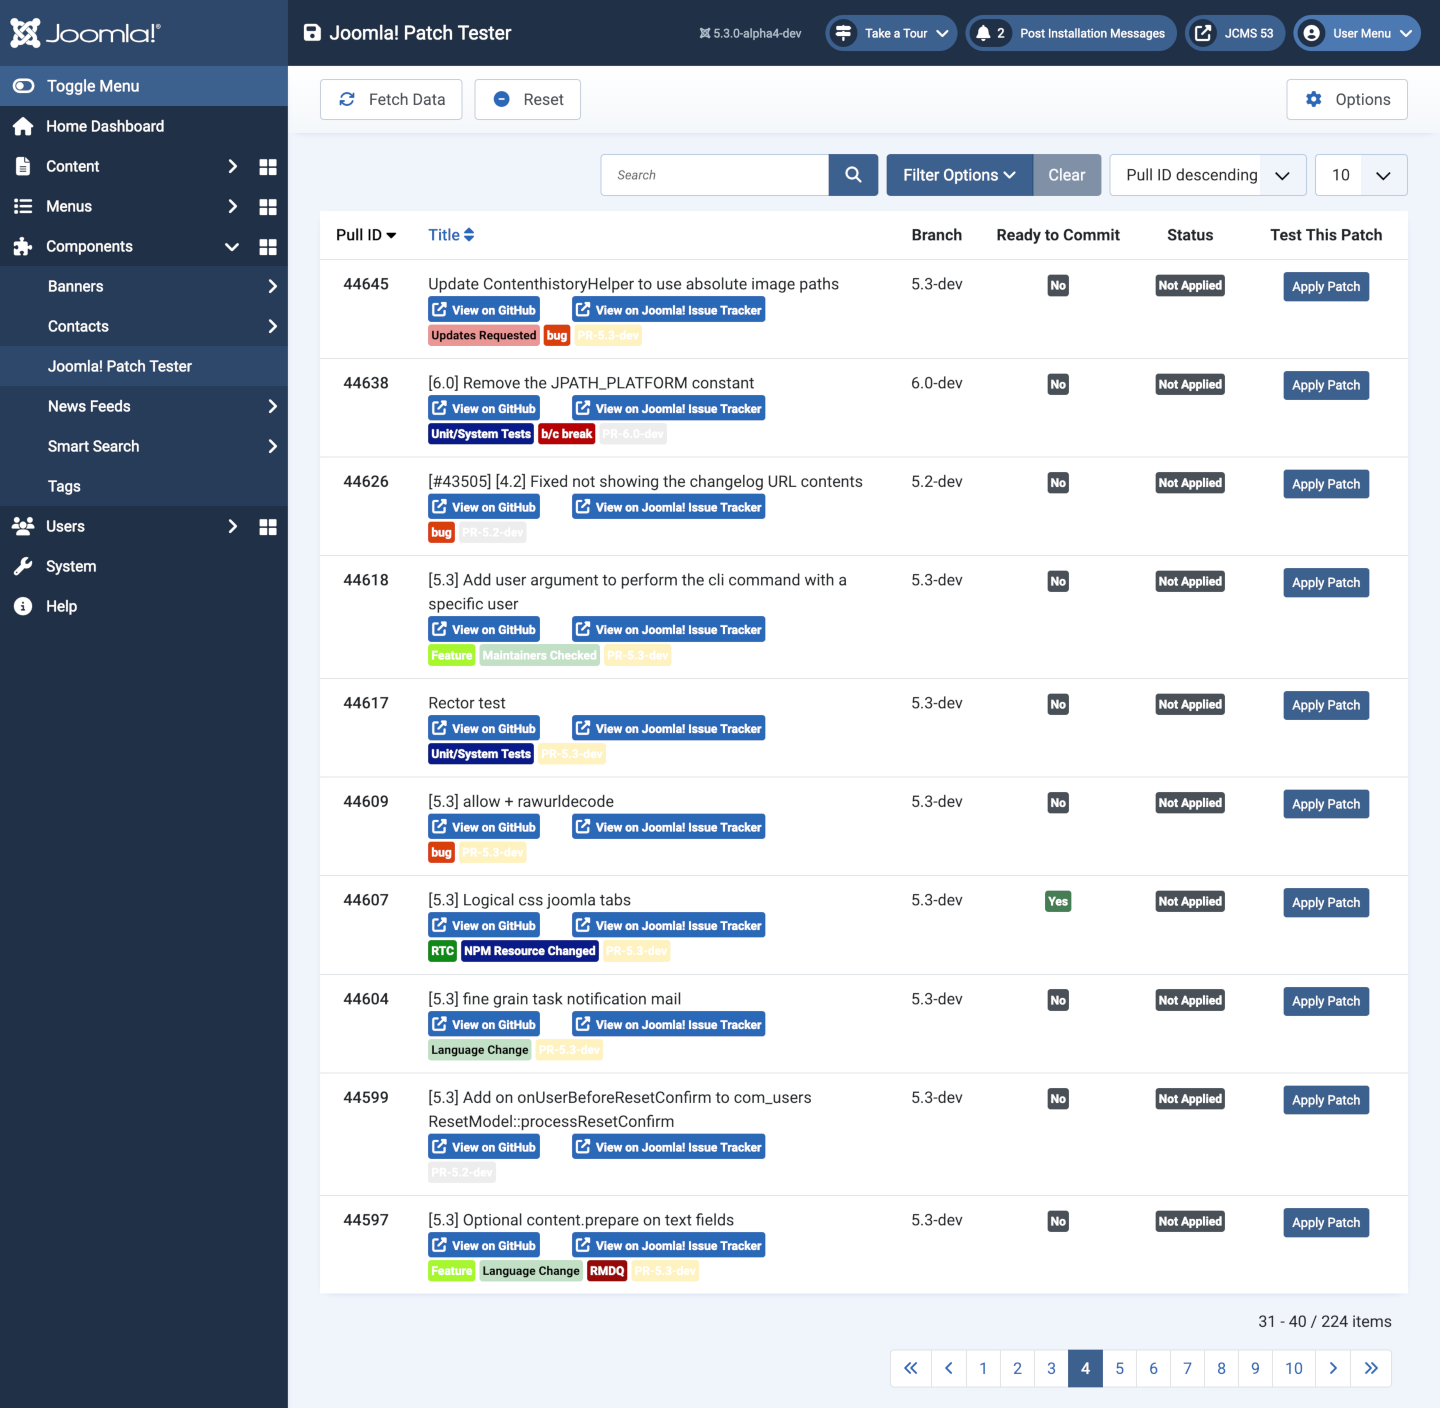 Joomla!®
Joomla! Patch Tester
5.3.0-alpha4-dev
Take a Tour
2
Post Installation Messages
JCMS 53
User Menu
Toggle Menu
Home Dashboard
Content
Menus
Components
Banners
Contacts
Joomla! Patch Tester
News Feeds
Smart Search
Tags
Users
System
Help
Fetch Data
Reset
Options
Search
Filter Options
Clear
Pull ID descending
10
Pull ID
Title
Branch
Ready to Commit
Status
Test This Patch
44645
Update ContenthistoryHelper to use absolute image paths
5.3-dev
No
Not Applied
Apply Patch
View on GitHub
View on Joomla! Issue Tracker
Updates Requested
bug
PR-5.3-dev
44638
[6.0] Remove the JPATH_PLATFORM constant
6.0-dev
No
Not Applied
Apply Patch
View on GitHub
View on Joomla! Issue Tracker
Unit/System Tests
b/c break
PR-6.0-dev
44626
[#43505] [4.2] Fixed not showing the changelog URL contents
5.2-dev
No
Not Applied
Apply Patch
View on GitHub
View on Joomla! Issue Tracker
bug
PR-5.2-dev
44618
[5.3] Add user argument to perform the cli command with a
specific user
5.3-dev
No
Not Applied
Apply Patch
View on GitHub
View on Joomla! Issue Tracker
Feature
Maintainers Checked
PR-5.3-dev
44617
Rector test
5.3-dev
No
Not Applied
Apply Patch
View on GitHub
View on Joomla! Issue Tracker
Unit/System Tests
PR-5.3-dev
44609
[5.3] allow + rawurldecode
5.3-dev
No
Not Applied
Apply Patch
View on GitHub
View on Joomla! Issue Tracker
bug
PR-5.3-dev
44607
[5.3] Logical css joomla tabs
5.3-dev
Yes
Not Applied
Apply Patch
View on GitHub
View on Joomla! Issue Tracker
RTC
NPM Resource Changed
PR-5.3-dev
44604
[5.3] fine grain task notification mail
5.3-dev
No
Not Applied
Apply Patch
View on GitHub
View on Joomla! Issue Tracker
Language Change
PR-5.3-dev
44599
[5.3] Add on onUserBeforeResetConfirm to com_users
ResetModel::processResetConfirm
5.3-dev
No
Not Applied
Apply Patch
View on GitHub
View on Joomla! Issue Tracker
PR-5.2-dev
44597
[5.3] Optional content.prepare on text fields
5.3-dev
No
Not Applied
Apply Patch
View on GitHub
View on Joomla! Issue Tracker
Feature
Language Change
RMDQ
PR-5.3-dev
31 - 40 / 224 items
1 2 3 4 5 6 7 8 9 10